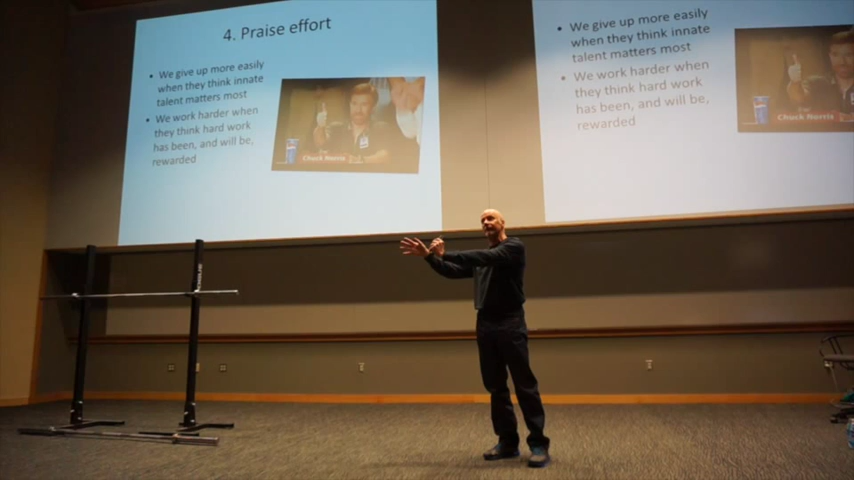 4. Praise effort
• We give up more easily
when they think innate
talent matters most
• We work harder when
they think hard work
has been, and will be,
rewarded
Chuck Norris
• We give up more easily
when they think innate
talent matters most
• We work harder when
they think hard work
has been, and will be,
rewarded
Chuck Norris